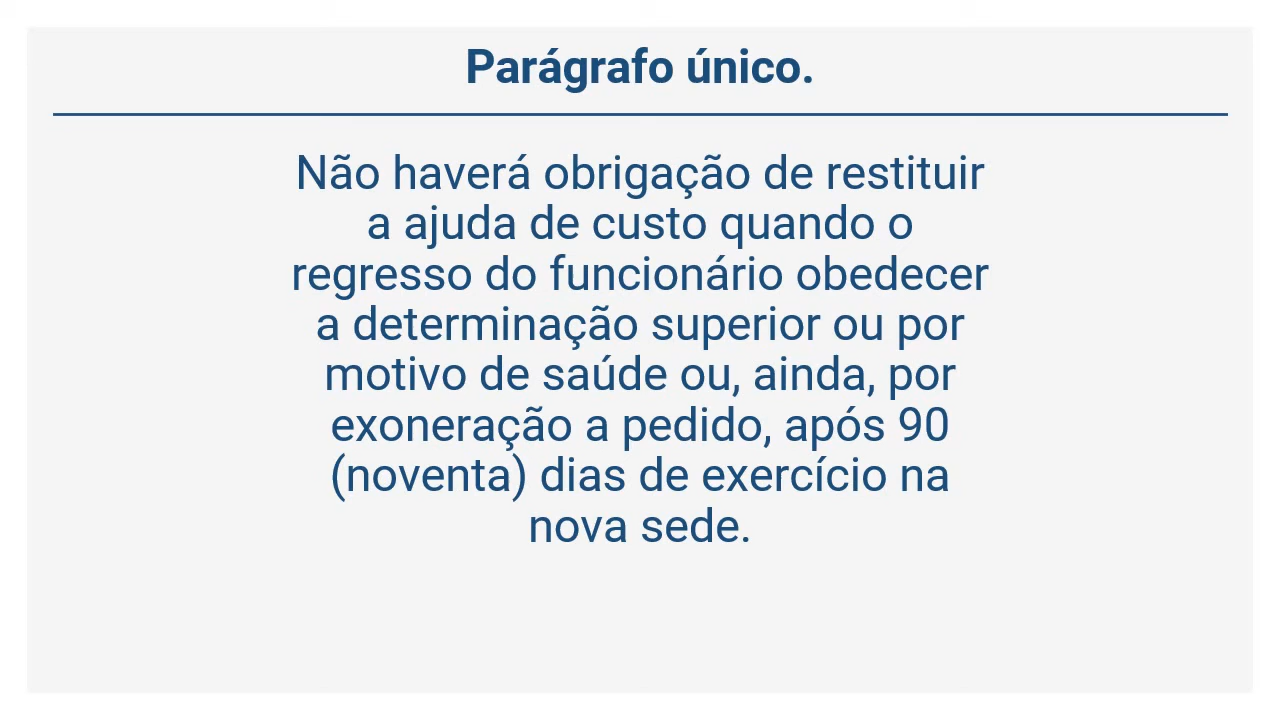 Parágrafo único.
Não haverá obrigação de restituir
a ajuda de custo quando o
regresso do funcionário obedecer
a determinação superior ou por
motivo de saúde ou, ainda, por
exoneração a pedido, após 90
(noventa) dias de exercício na
nova sede.